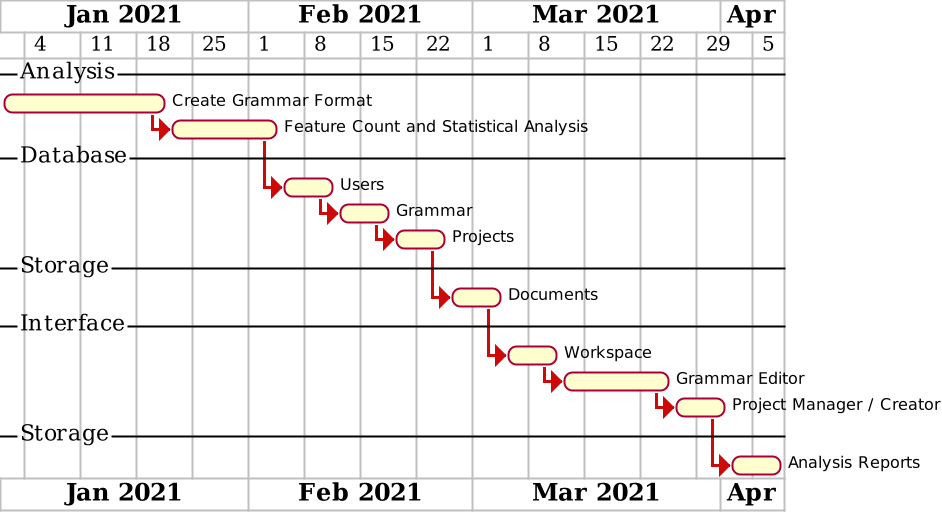 Jan 2021 Feb 2021 Mar 2021 Apr
4 11 18 25 1 8 15 22 1 8 15 22 29 5
Analysis
Create Grammar Format
Feature Count and Statistical Analysis
Database
Users
Grammar
Projects
Storage
Documents
Interface
Workspace
Grammar Editor
Project Manager / Creator
Storage
Analysis Reports
Jan 2021 Feb 2021 Mar 2021 Apr